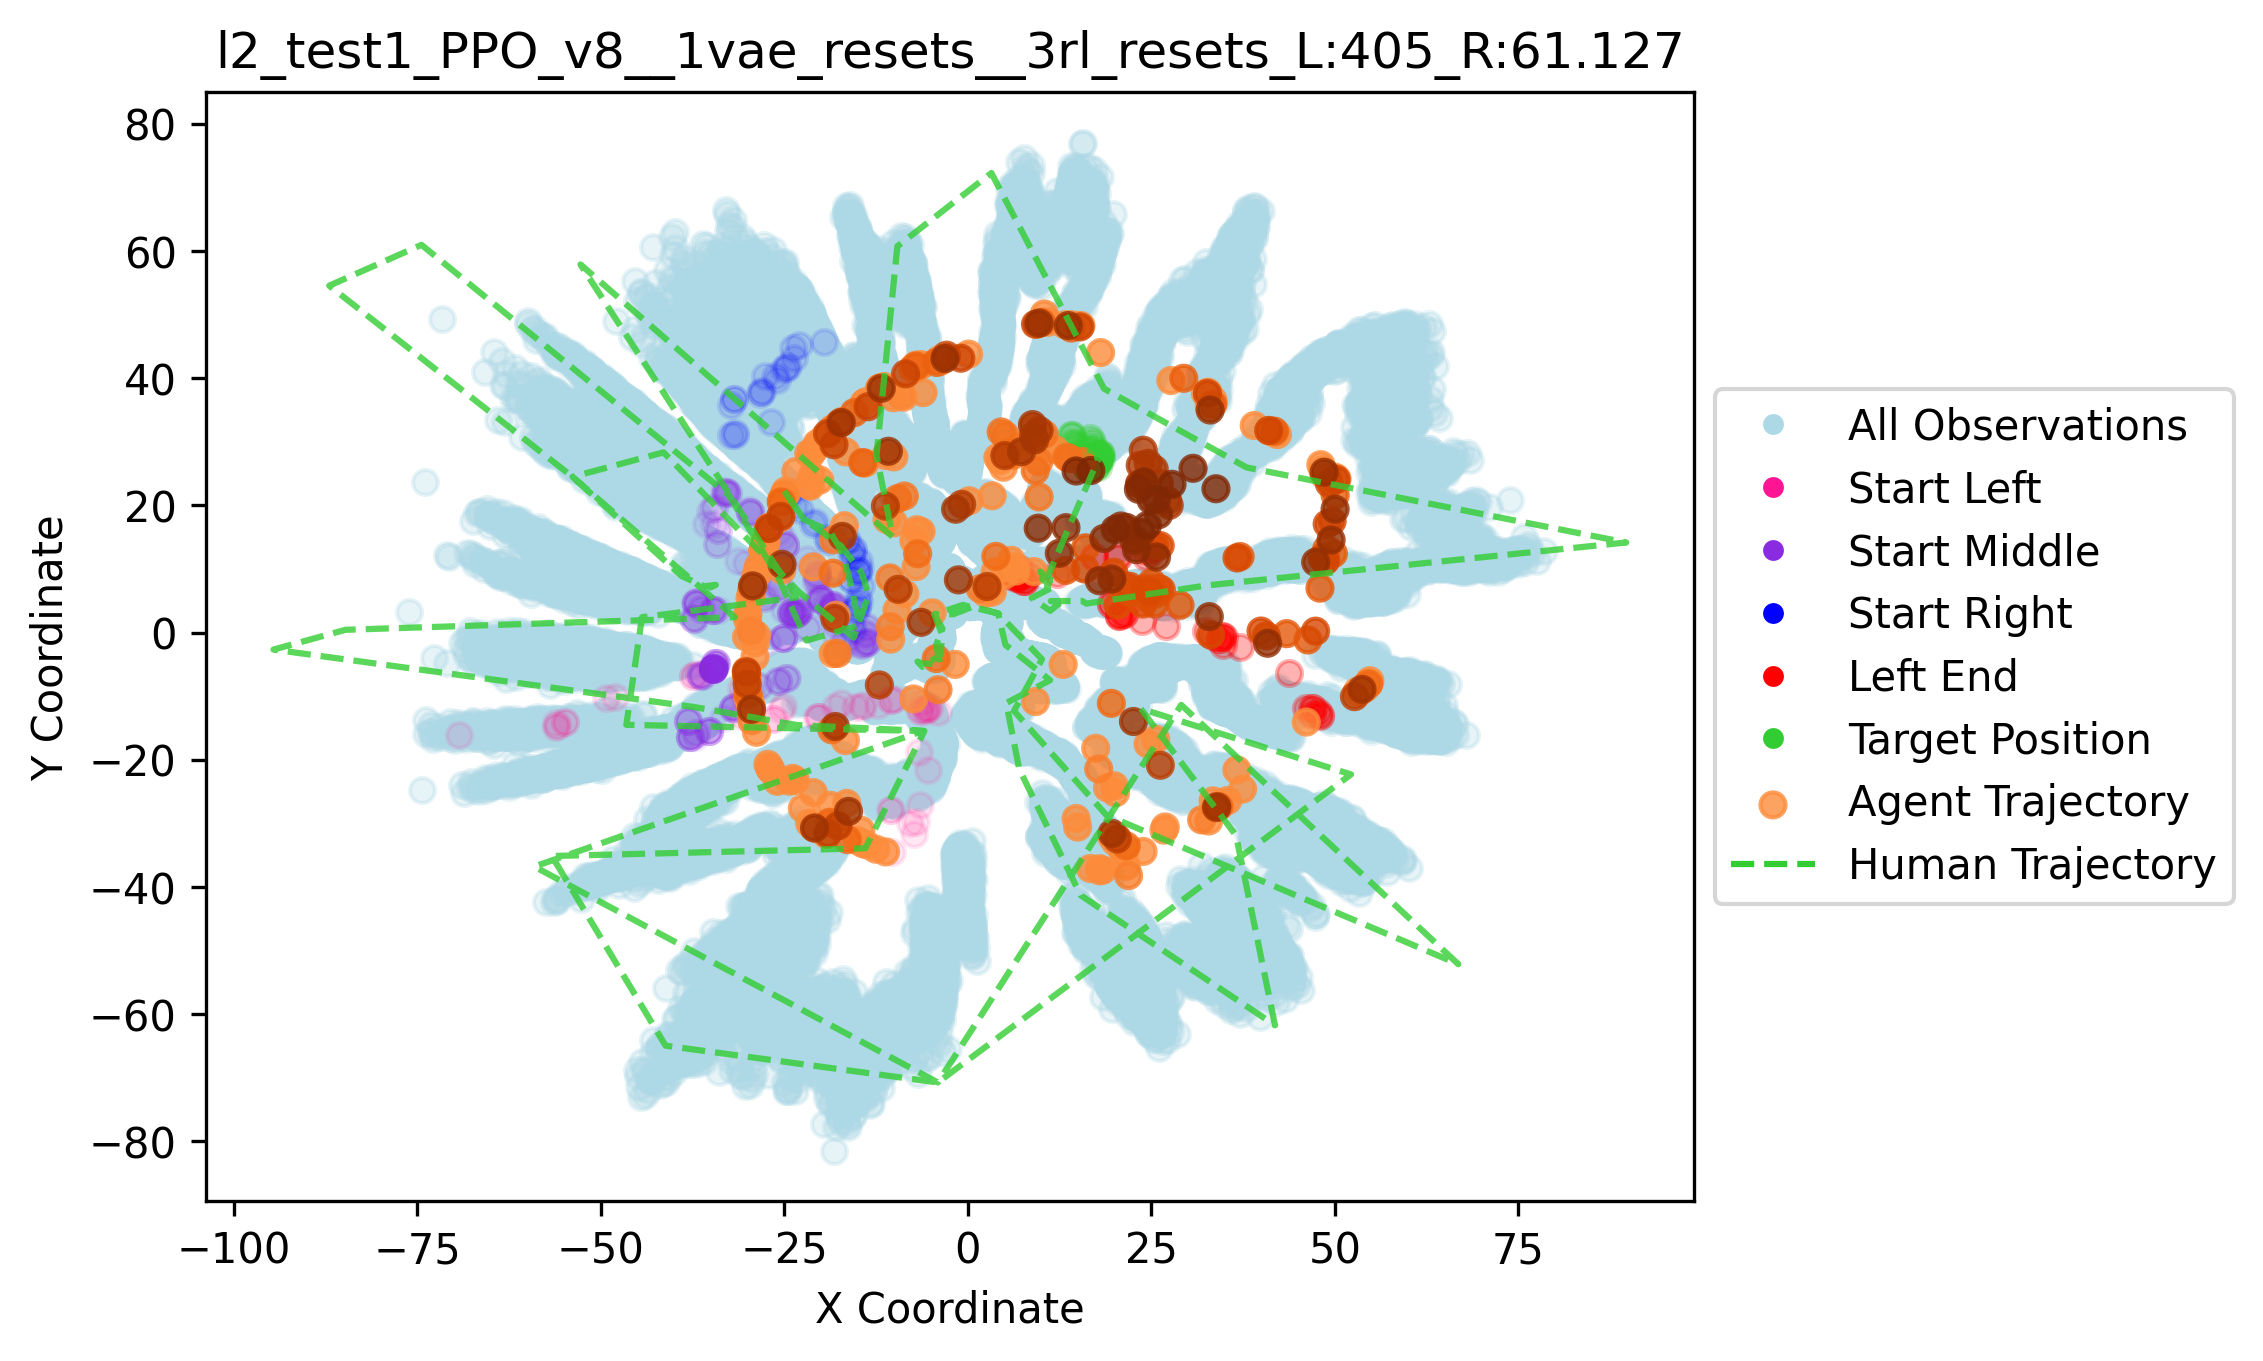 l2_test1_PPO_v8__1vae_resets__3rl_resets_L:405_R:61.127
80
60
40
20
0
−20
−40
−60
−80
Y Coordinate
−100 −75 −50 −25 0 25 50 75
X Coordinate
All Observations
Start Left
Start Middle
Start Right
Left End
Target Position
Agent Trajectory
Human Trajectory